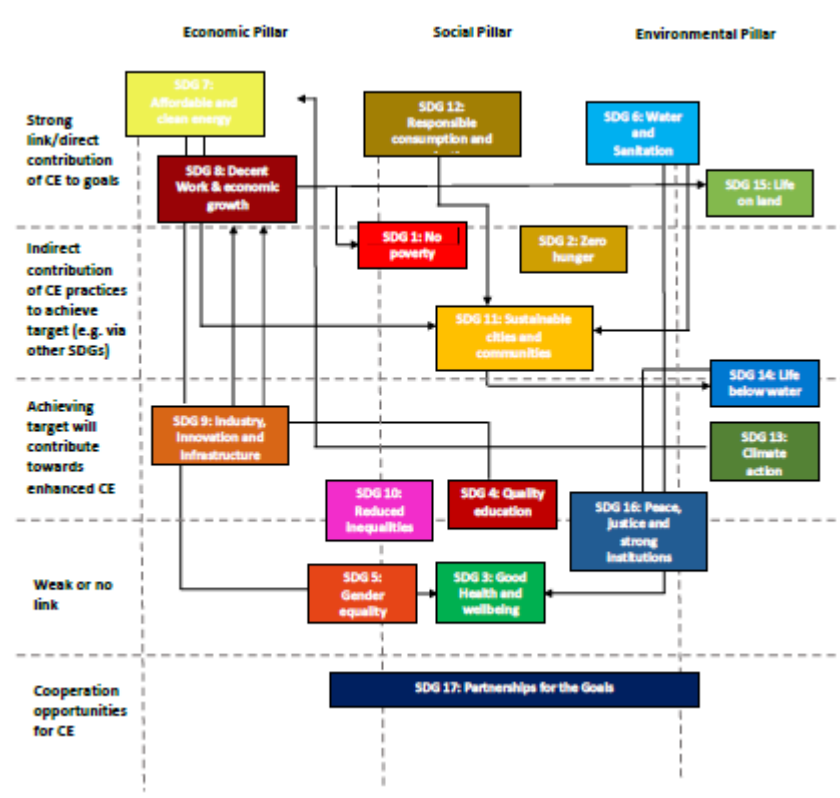 Economic Pillar
Social Pillar
Environmental Pillar
Strong
link/direct
contribution
of CE to goals
SDG 7:
Affordable and
clean energy
SDG 12:
Responsible
consumption and
SDG 6: Water
and
Sanitation
SDG 8: Decent
Work & economic
growth
SDG 15: Life
on land
Indirect
contribution
of CE practices
to achieve
target (e.g. via
other SDGs)
SDG 1: No
poverty
SDG 2: Zero
hunger
SDG 11: Sustainable
cities and
communities
SDG 14: Life
below water
Achieving
target will
contribute
towards
enhanced CE
SDG 9: Industry,
Innovation and
Infrastructure
SDG 13:
Climate
action
SDG 10:
Reduced
Inequalities
SDG 4: Quality
education
SDG 16: Peace,
justice and
strong
institutions
Weak or no
link
SDG 5:
Gender
equality
SDG 3: Good
Health and
wellbeing
Cooperation
opportunities
for CE
SDG 17: Partnerships for the Goals